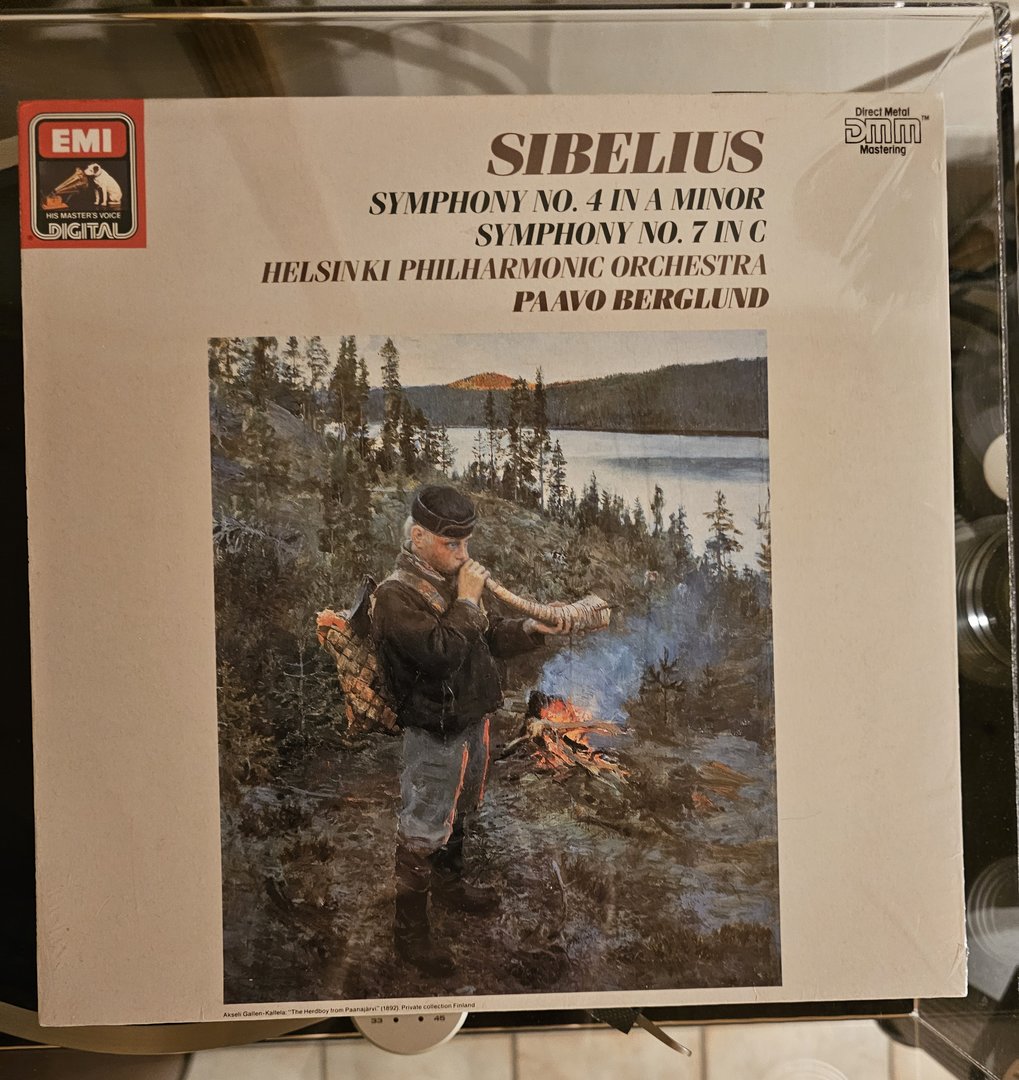 EMI
HIS MASTER'S VOICE
DIGITAL
Direct Metal
DMM™
Mastering
SIBELIUS
SYMPHONY NO. 4 IN A MINOR
SYMPHONY NO. 7 IN C
HELSINKI PHILHARMONIC ORCHESTRA
PAAVO BERGLUND
Akseli Gallen-Kallela: "The Herdboy from Paanajärvi" (1892). Private collection Finland
33 45